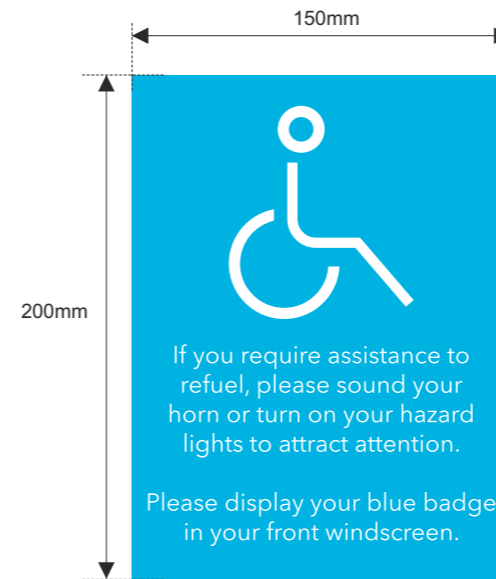 150mm
200mm
If you require assistance to
refuel, please sound your
horn or turn on your hazard
lights to attract attention.
Please display your blue badge
in your front windscreen.